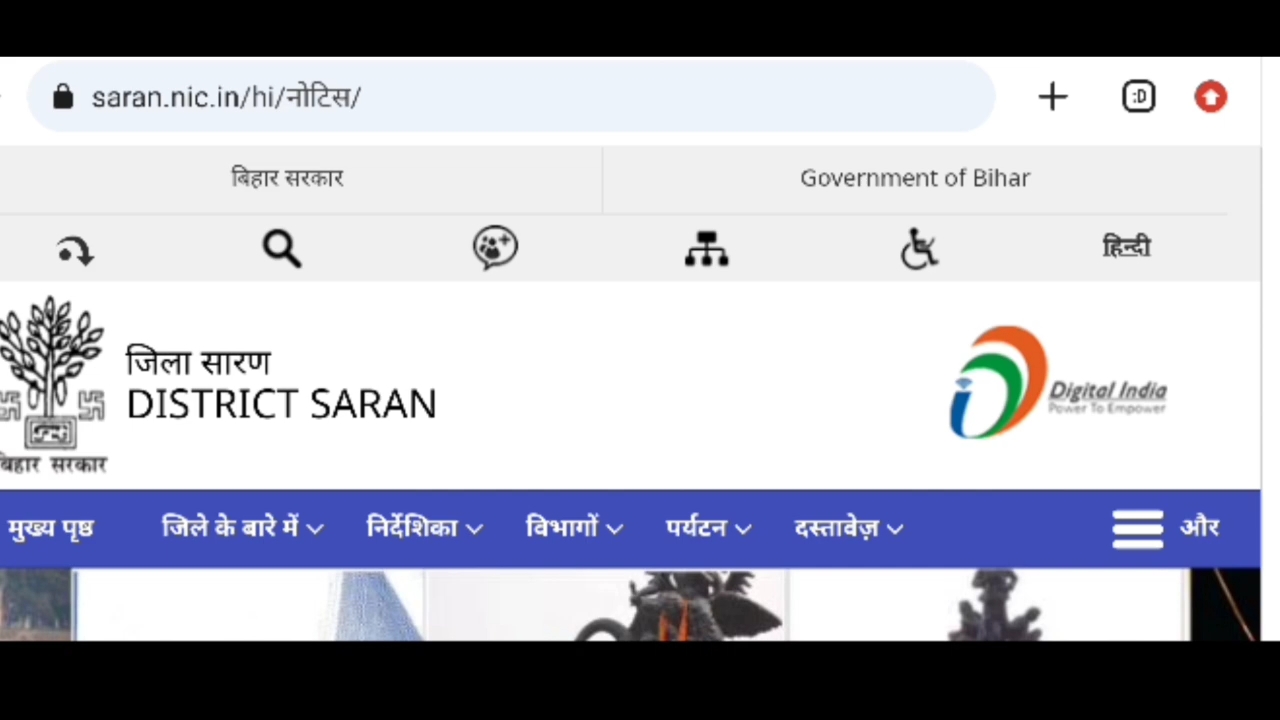 saran.nic.in/hi/नोटिस/
:D
बिहार सरकार
Government of Bihar
हिन्दी
जिला सारण
DISTRICT SARAN
बिहार सरकार
Digital India
Power To Empower
मुख्य पृष्ठ जिले के बारे में निर्देशिका विभागों पर्यटन दस्तावेज़ और